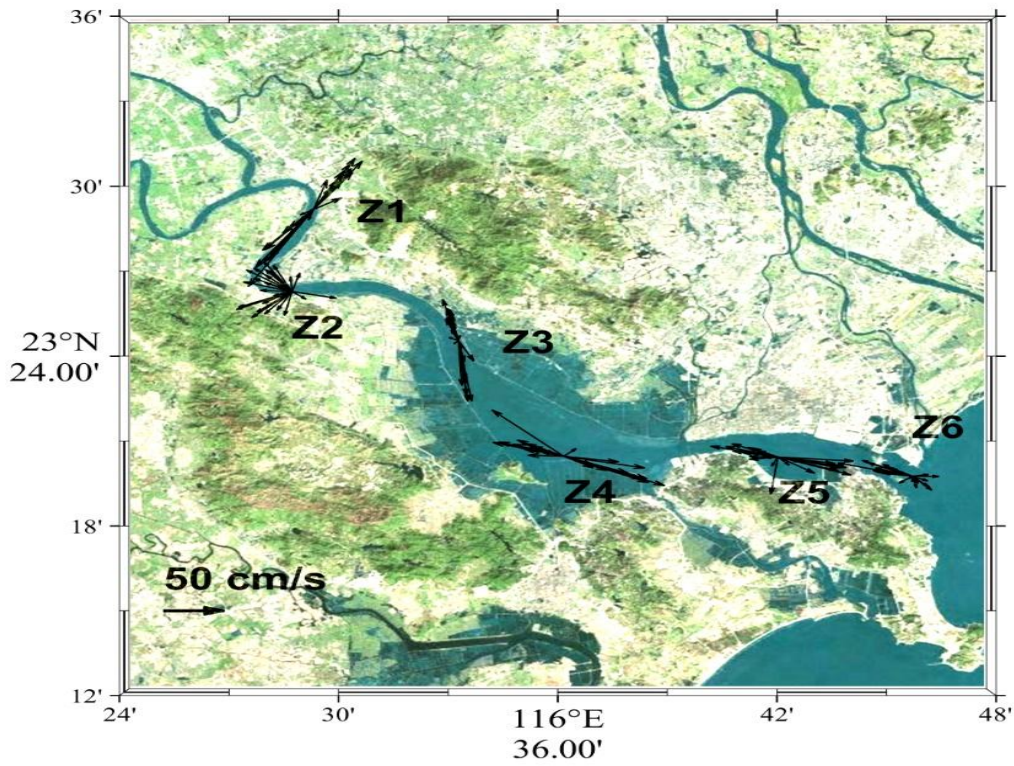 36'
30'
Z1
Z2
Z3
23°N
24.00'
Z6
Z4
Z5
18'
50 cm/s
12'
24'
30'
116°E
36.00'
42'
48'